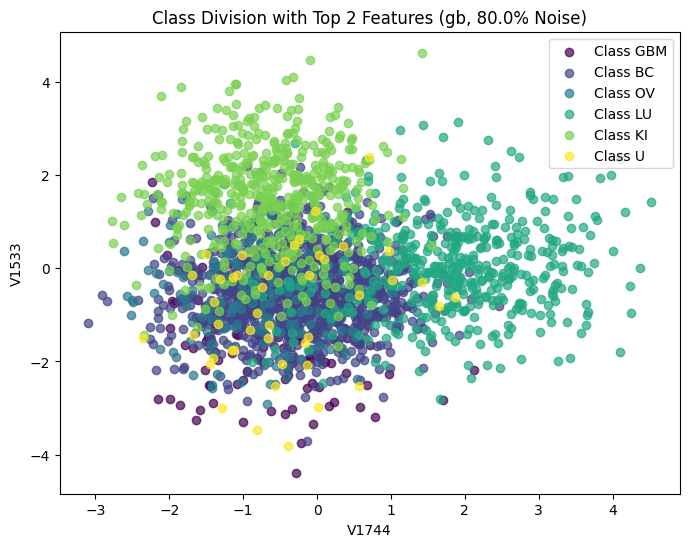 Class Division with Top 2 Features (gb, 80.0% Noise)
Class GBM
Class BC
Class OV
Class LU
Class KI
Class U
4
2
0
−2
−4
V1533
−3
−2
−1
0
1
2
3
4
V1744